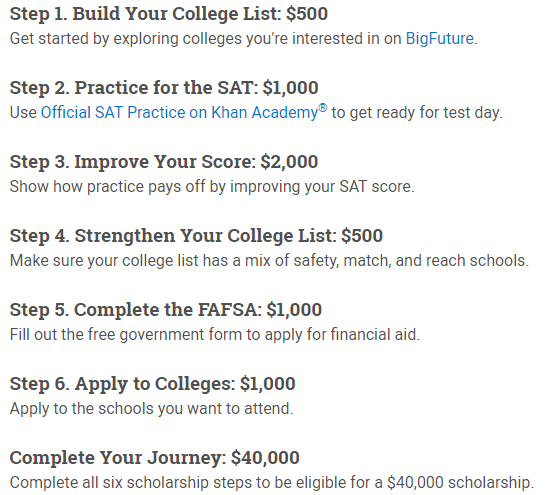 Step 1. Build Your College List: $500
Get started by exploring colleges you're interested in on BigFuture.
Step 2. Practice for the SAT: $1,000
Use Official SAT Practice on Khan Academy® to get ready for test day.
Step 3. Improve Your Score: $2,000
Show how practice pays off by improving your SAT score.
Step 4. Strengthen Your College List: $500
Make sure your college list has a mix of safety, match, and reach schools.
Step 5. Complete the FAFSA: $1,000
Fill out the free government form to apply for financial aid.
Step 6. Apply to Colleges: $1,000
Apply to the schools you want to attend.
Complete Your Journey: $40,000
Complete all six scholarship steps to be eligible for a $40,000 scholarship.